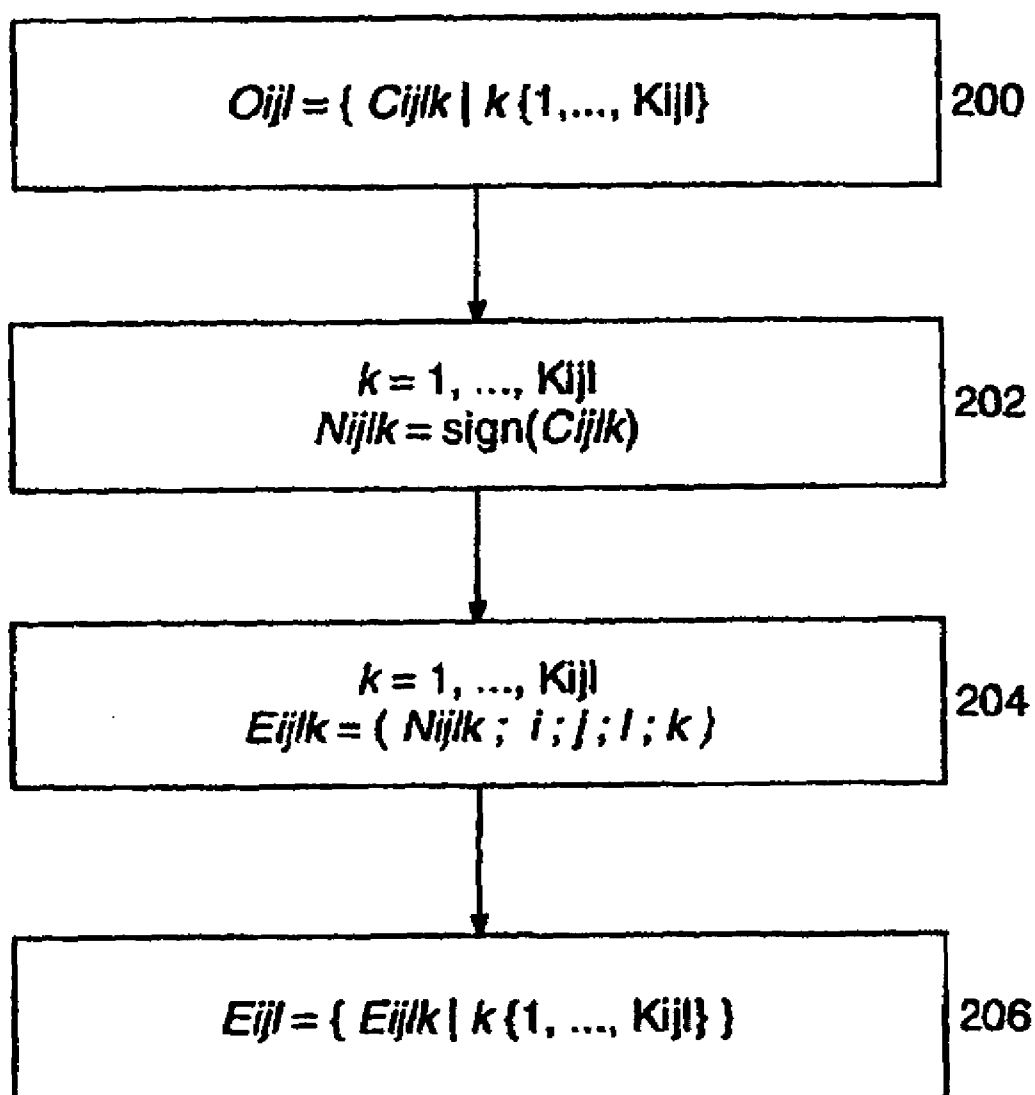 Oijl = { Cijlk | k {1,..., Kijl}
200
k = 1, ..., Kijl
Nijlk = sign(Cijlk)
202
k = 1, ..., Kijl
Eijlk = ( Nijlk ; i ; j ; l ; k )
204
Eijl = { Eijlk | k {1, ..., Kijl} }
206